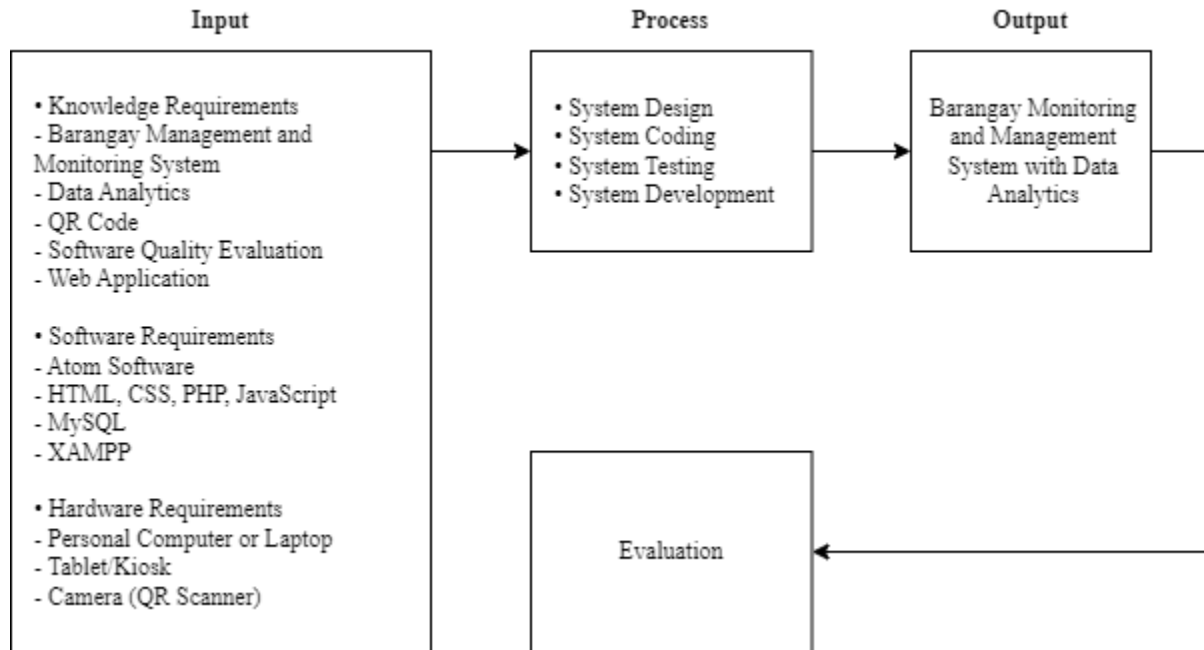 Input
• Knowledge Requirements
- Barangay Management and
Monitoring System
- Data Analytics
- QR Code
- Software Quality Evaluation
- Web Application
• Software Requirements
- Atom Software
- HTML, CSS, PHP, JavaScript
- MySQL
- XAMPP
• Hardware Requirements
- Personal Computer or Laptop
- Tablet/Kiosk
- Camera (QR Scanner)
Process
• System Design
• System Coding
• System Testing
• System Development
Output
Barangay Monitoring
and Management
System with Data
Analytics
Evaluation